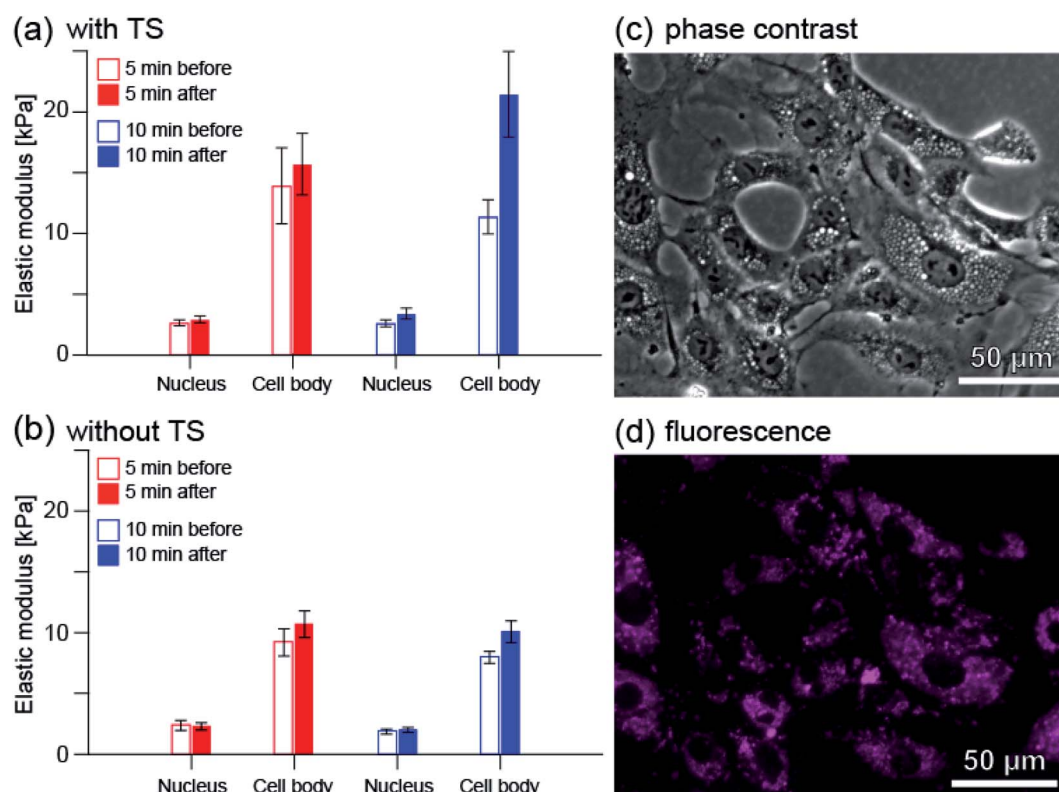 (a) with TS
5 min before
5 min after
10 min before
10 min after
Elastic modulus [kPa]
20
10
0
Nucleus Cell body Nucleus Cell body
(b) without TS
5 min before
5 min after
10 min before
10 min after
Elastic modulus [kPa]
20
10
0
Nucleus Cell body Nucleus Cell body
(c) phase contrast
50 µm
(d) fluorescence
50 µm